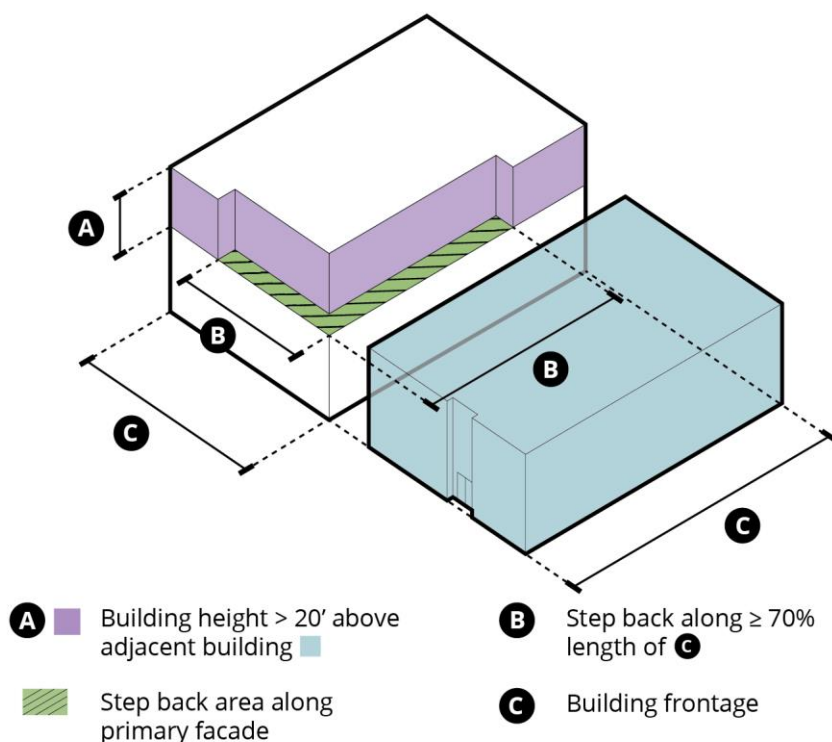 A
B
B
C
C
A Building height > 20’ above
adjacent building
Step back area along
primary facade
B Step back along ≥ 70%
length of C
C Building frontage